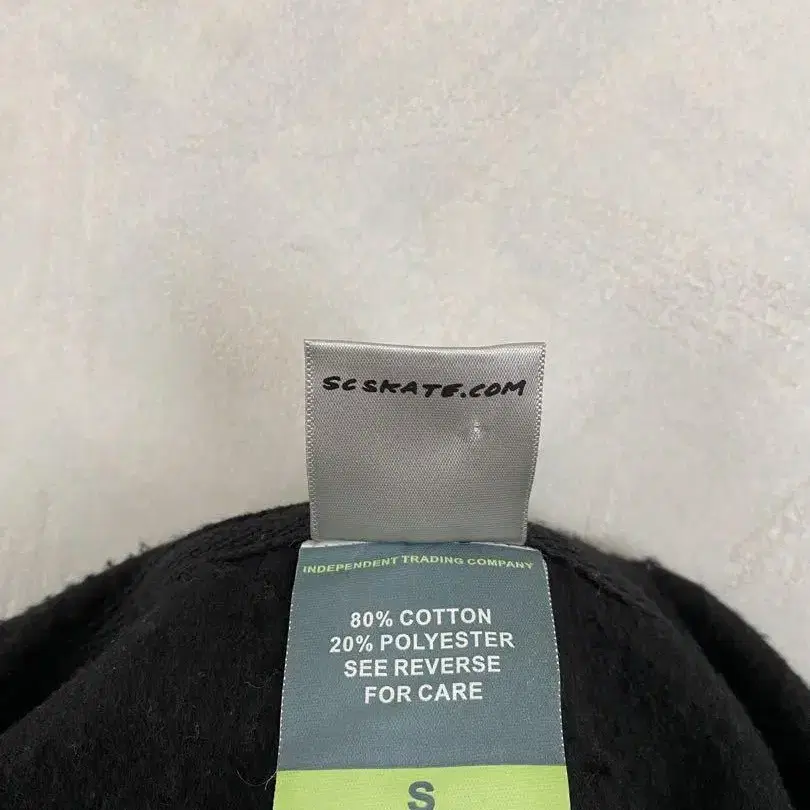 SCSKATE.COM
INDEPENDENT TRADING COMPANY
80% COTTON
20% POLYESTER
SEE REVERSE
FOR CARE
S